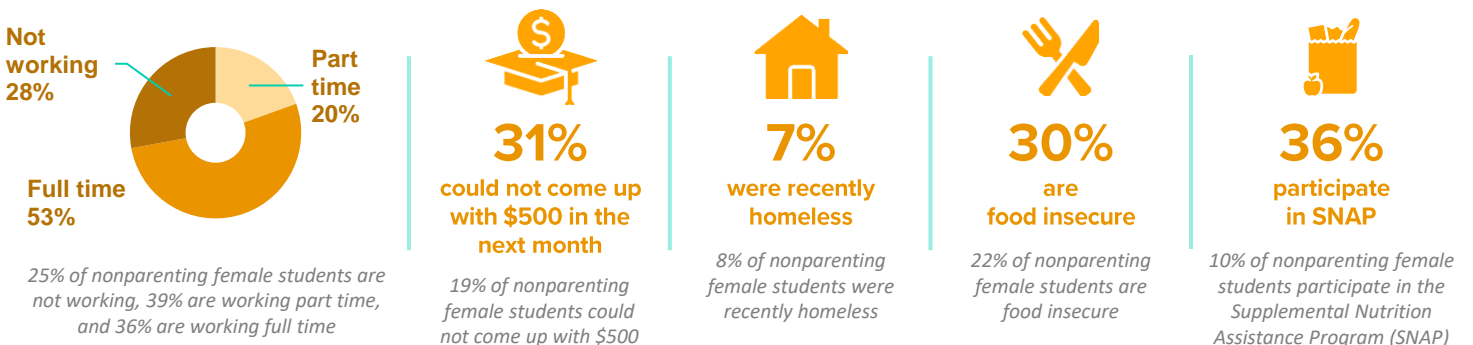 Not
working
28%
Part
time
20%
Full time
53%
25% of nonparenting female students are
not working, 39% are working part time,
and 36% are working full time
$
31%
could not come up
with $500 in the
next month
19% of nonparenting
female students could
not come up with $500
7%
were recently
homeless
8% of nonparenting
female students were
recently homeless
30%
are
food insecure
22% of nonparenting
female students are
food insecure
36%
participate
in SNAP
10% of nonparenting female
students participate in the
Supplemental Nutrition
Assistance Program (SNAP)